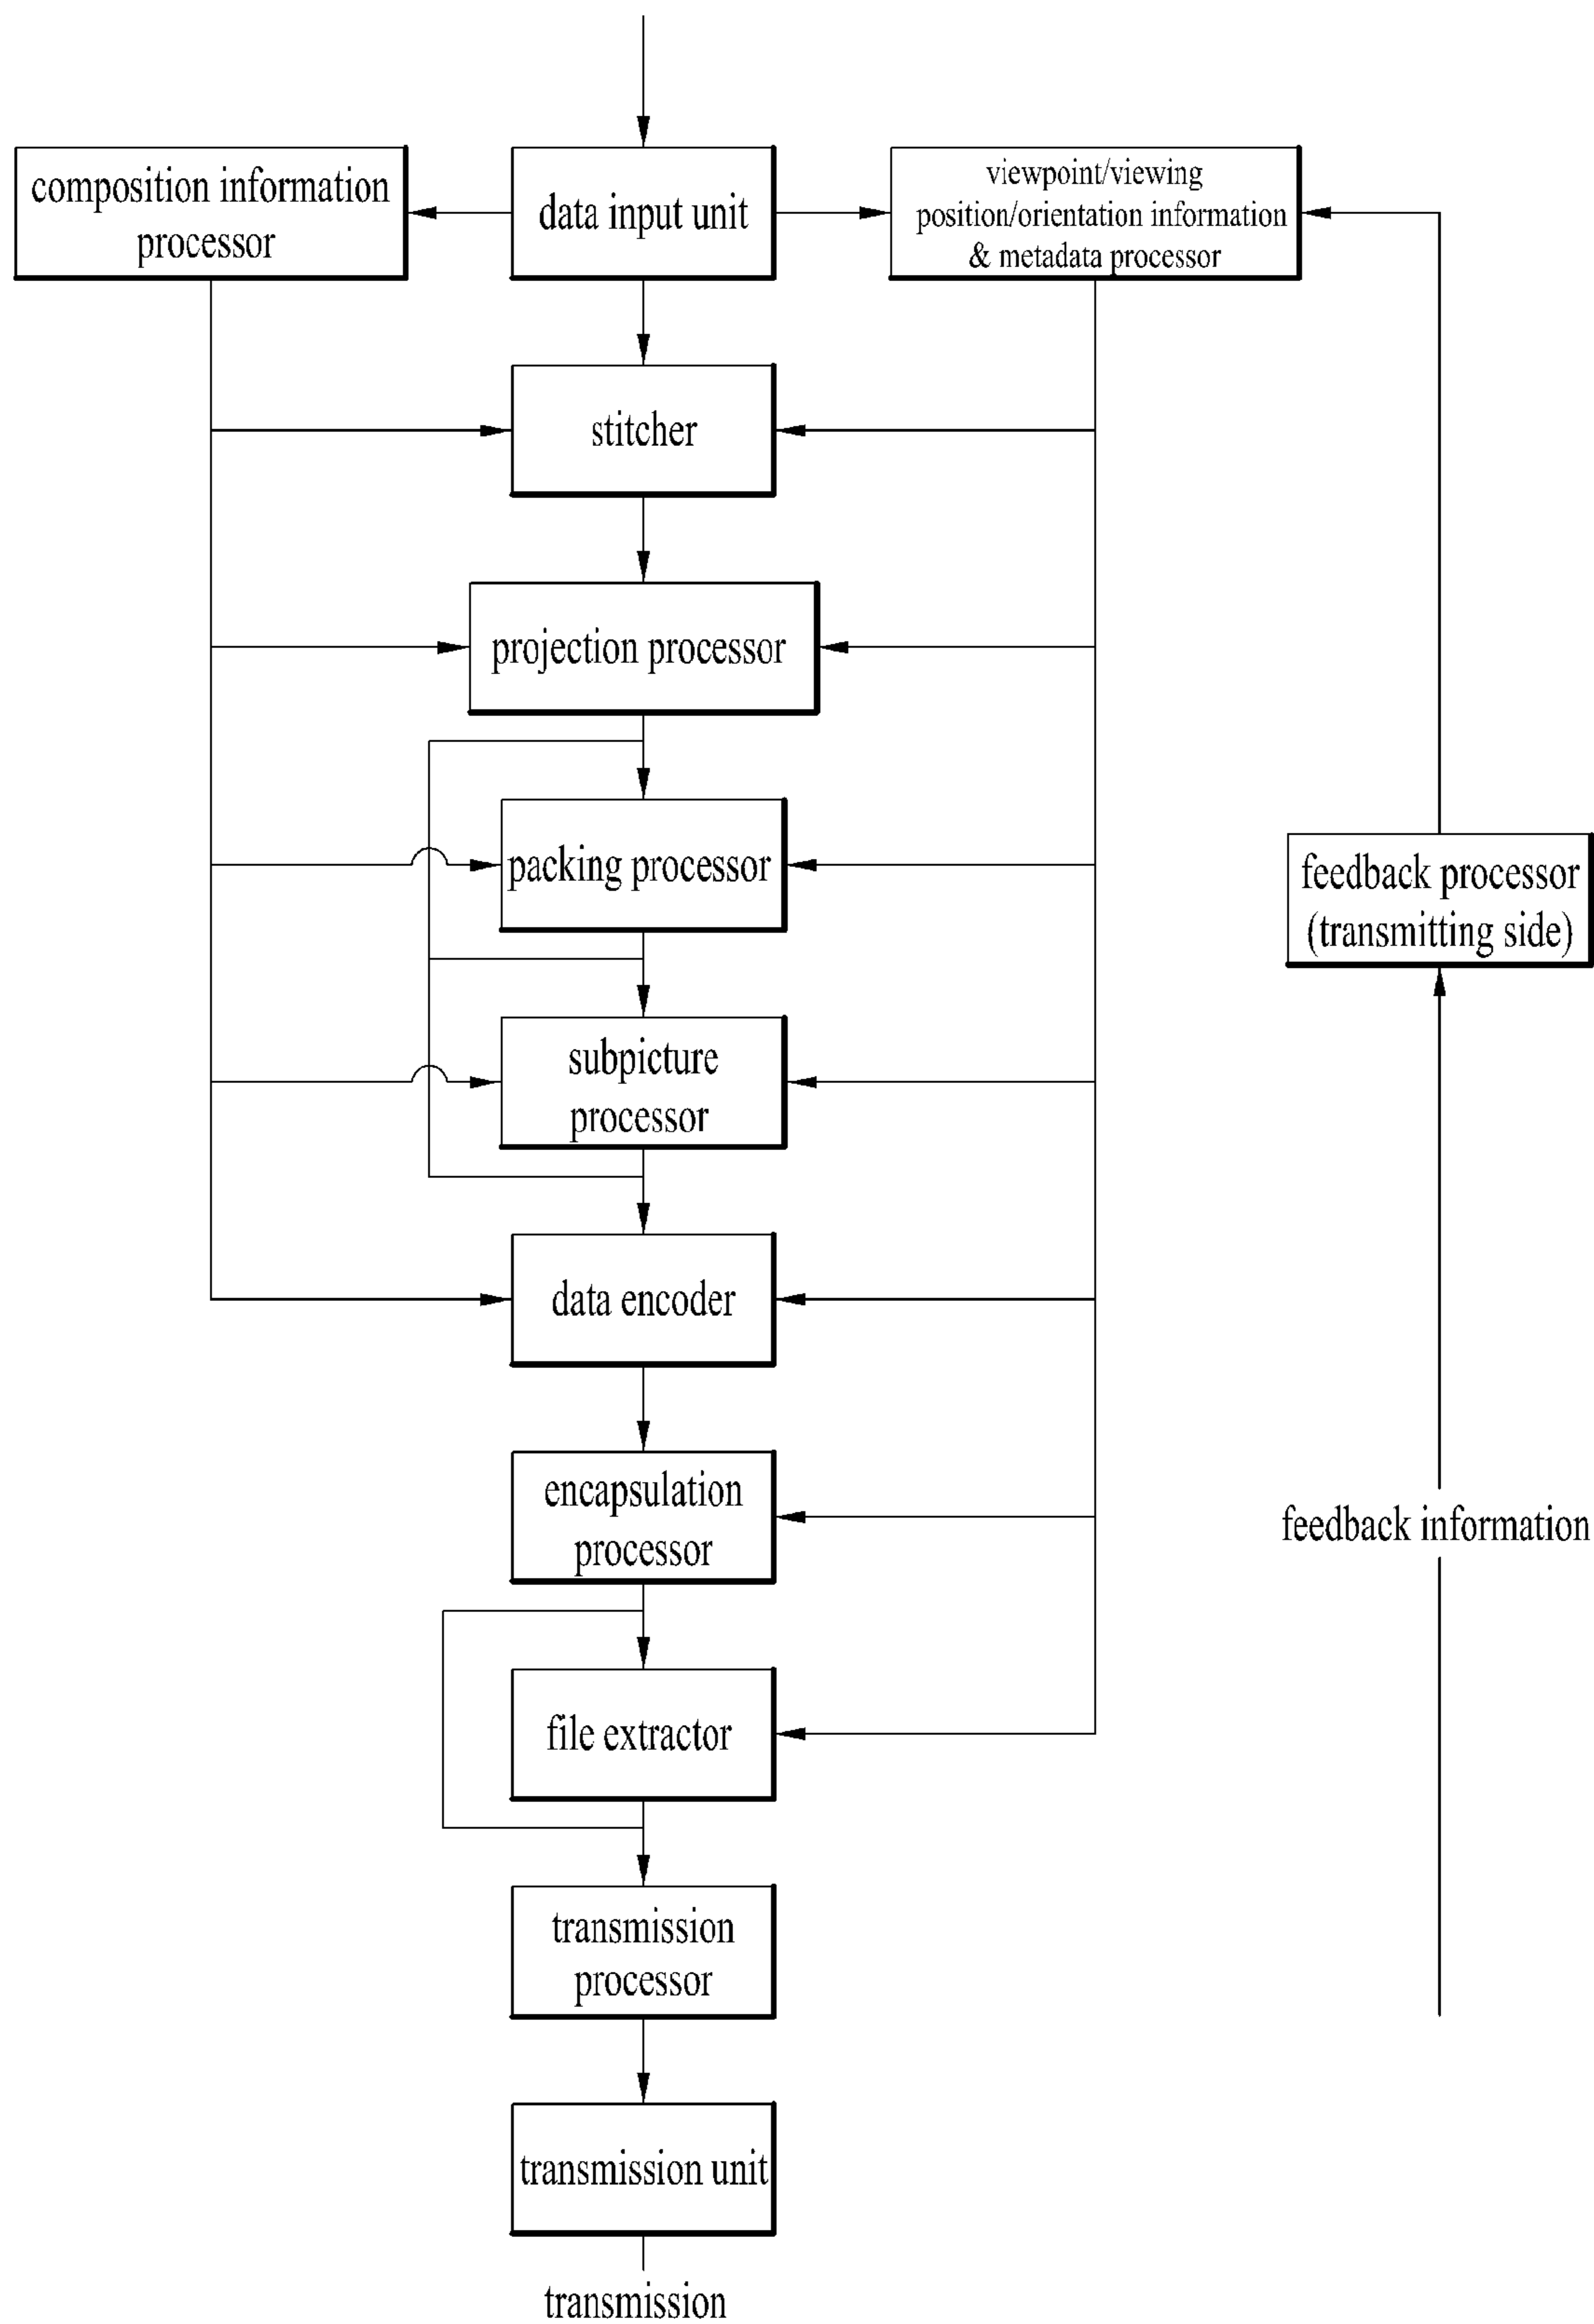 composition information
processor
data input unit
viewpoint/viewing
position/orientation information
& metadata processor
stitcher
projection processor
packing processor
feedback processor
(transmitting side)
subpicture
processor
data encoder
encapsulation
processor
feedback information
file extractor
transmission
processor
transmission unit
transmission